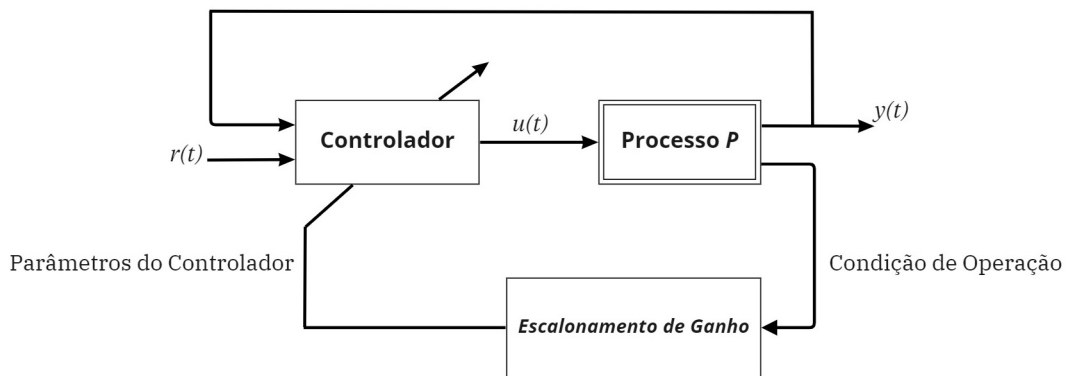 y(t)
u(t)
Controlador
Processo P
r(t)
Parâmetros do Controlador
Condição de Operação
Escalonamento de Ganho